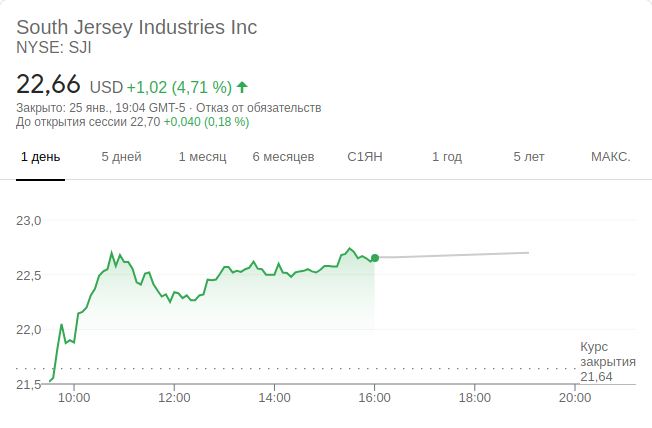 South Jersey Industries Inc
NYSE: SJI
22,66 USD +1,02 (4,71 %)
Закрыто: 25 янв., 19:04 GMT-5 · Отказ от обязательств
До открытия сессии 22,70 +0,040 (0,18 %)
1 день 5 дней 1 месяц 6 месяцев С1ЯН 1 год 5 лет МАКС.
23,0
22,5
22,0
Курс
закрытия
21,64
21,5
10:00 12:00 14:00 16:00 18:00 20:00